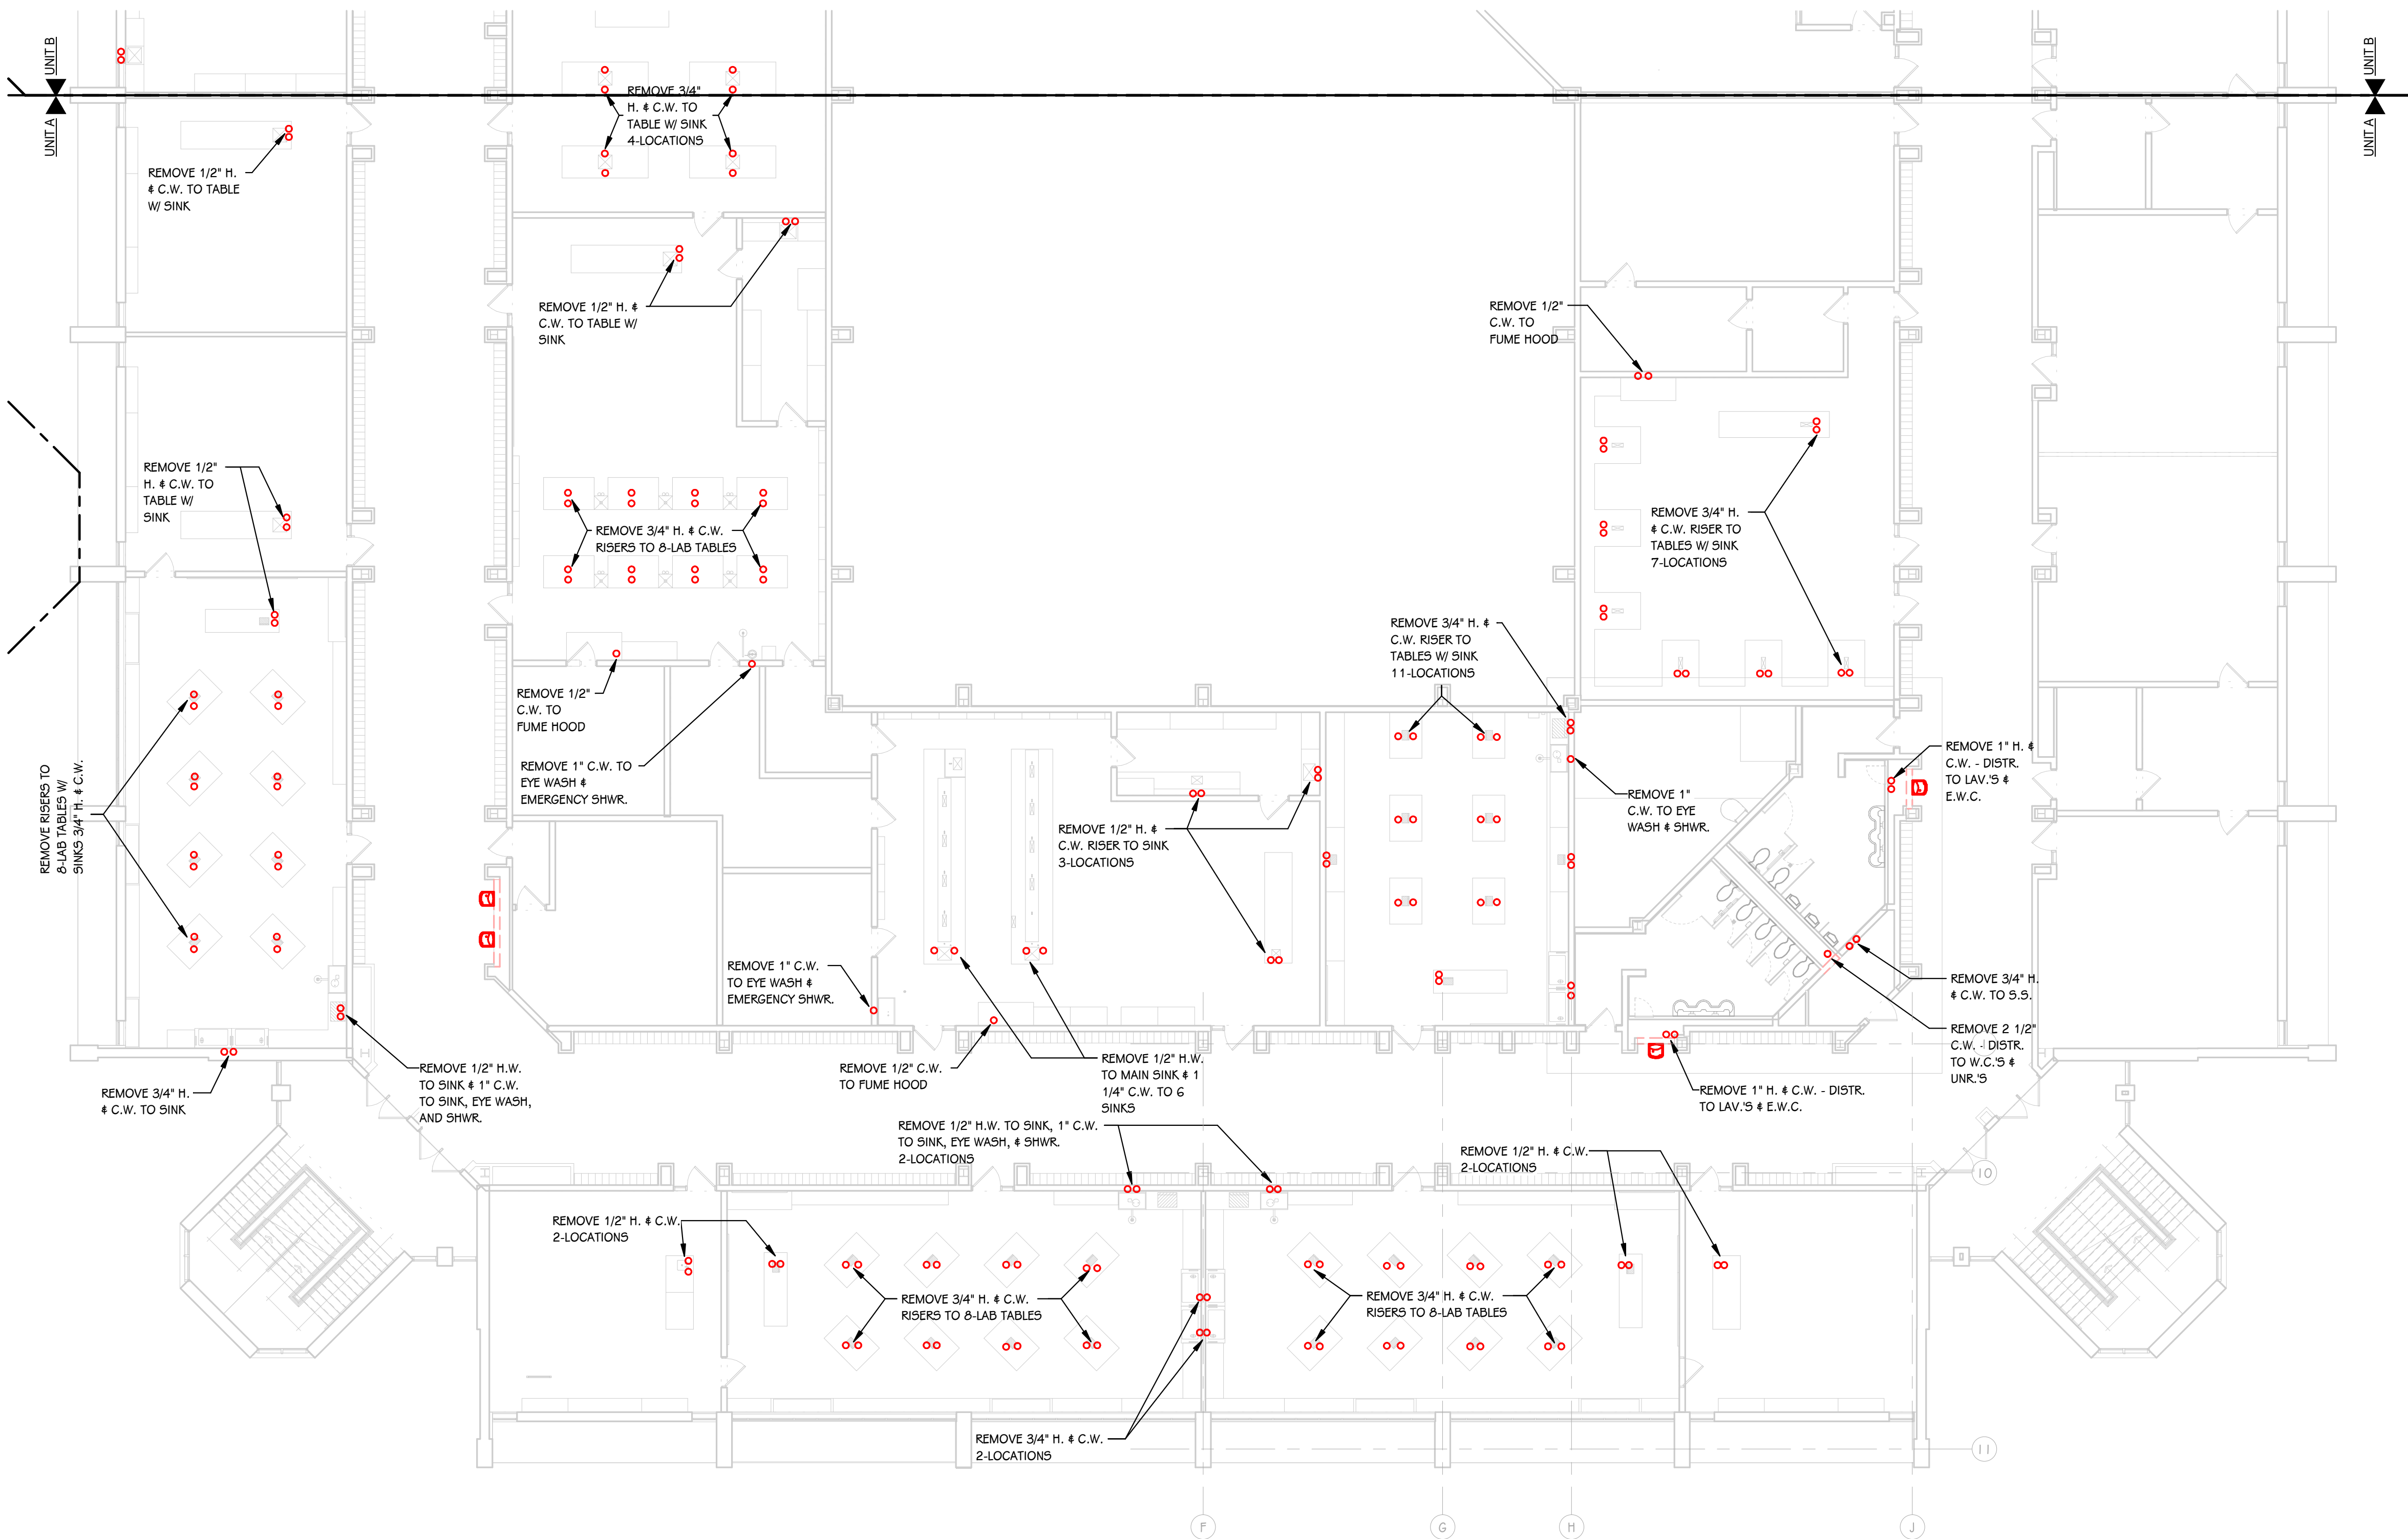 UNIT B
UNIT A
UNIT B
UNIT A
REMOVE 3/4"
H. & C.W. TO
TABLE W/ SINK
4-LOCATIONS
REMOVE 1/2" H.
& C.W. TO TABLE
W/ SINK
REMOVE 1/2" H. &
C.W. TO TABLE W/
SINK
REMOVE 1/2"
C.W. TO
FUME HOOD
REMOVE 1/2"
H. & C.W. TO
TABLE W/
SINK
REMOVE 3/4" H. & C.W.
RISERS TO 8-LAB TABLES
REMOVE 3/4" H.
& C.W. RISER TO
TABLES W/ SINK
7-LOCATIONS
REMOVE 3/4" H. &
C.W. RISER TO
TABLES W/ SINK
11-LOCATIONS
REMOVE 1/2"
C.W. TO
FUME HOOD
REMOVE 1" C.W. TO
EYE WASH &
EMERGENCY SHWR.
REMOVE RISERS TO
8-LAB TABLES W/
SINKS 3/4" H. & C.W.
REMOVE 1" H. &
C.W. - DISTR.
TO LAV.'S &
E.W.C.
REMOVE 1"
C.W. TO EYE
WASH & SHWR.
REMOVE 1/2" H. &
C.W. RISER TO SINK
3-LOCATIONS
REMOVE 1" C.W.
TO EYE WASH &
EMERGENCY SHWR.
REMOVE 3/4" H.
& C.W. TO S.S.
REMOVE 2 1/2"
C.W. - DISTR.
TO W.C.'S &
UNR.'S
REMOVE 3/4" H.
& C.W. TO SINK
REMOVE 1/2" H.W.
TO SINK & 1" C.W.
TO SINK, EYE WASH,
AND SHWR.
REMOVE 1/2" C.W.
TO FUME HOOD
REMOVE 1/2" H.W.
TO MAIN SINK & 1
1/4" C.W. TO 6
SINKS
REMOVE 1" H. & C.W. - DISTR.
TO LAV.'S & E.W.C.
REMOVE 1/2" H.W. TO SINK, 1" C.W.
TO SINK, EYE WASH, & SHWR.
2-LOCATIONS
REMOVE 1/2" H. & C.W.
2-LOCATIONS
10
REMOVE 1/2" H. & C.W.
2-LOCATIONS
REMOVE 3/4" H. & C.W.
RISERS TO 8-LAB TABLES
REMOVE 3/4" H. & C.W.
RISERS TO 8-LAB TABLES
REMOVE 3/4" H. & C.W.
2-LOCATIONS
11
F
G
H
J